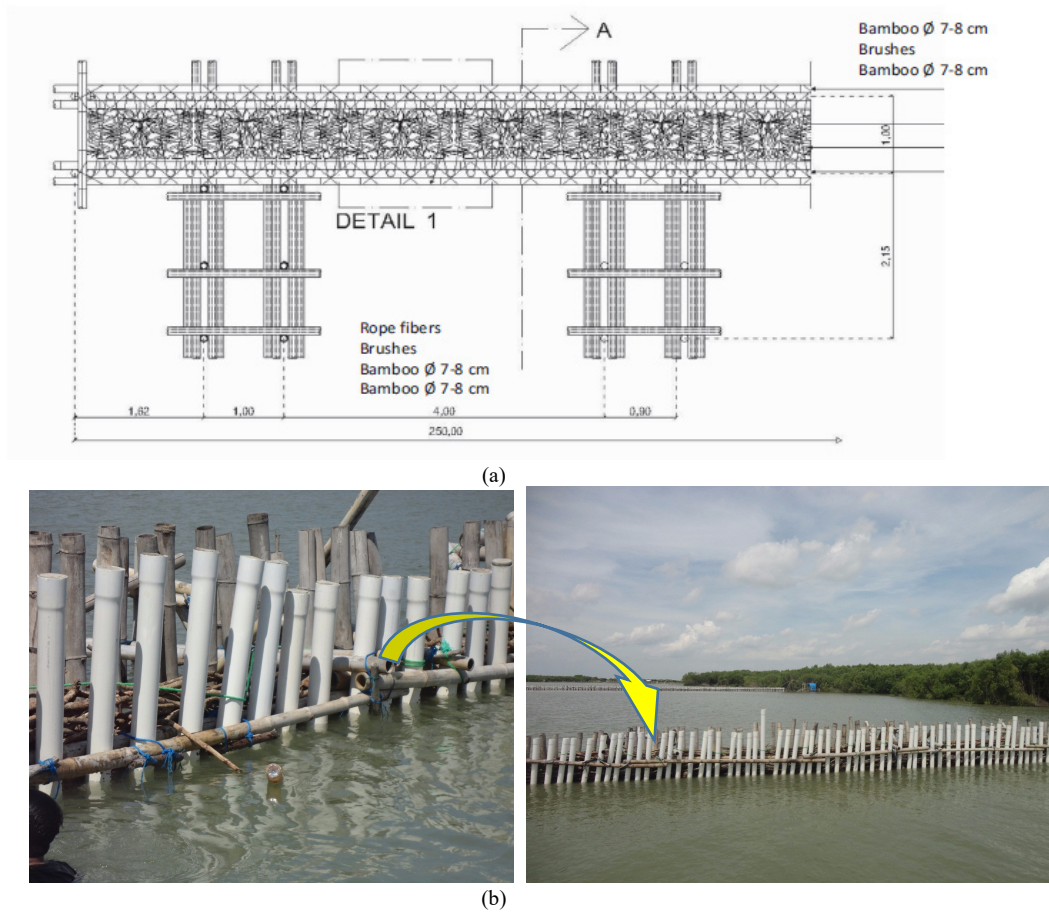 A
Bamboo Ø 7-8 cm
Brushes
Bamboo Ø 7-8 cm
1,00
DETAIL 1
2,15
Rope fibers
Brushes
Bamboo Ø 7-8 cm
Bamboo Ø 7-8 cm
1,62
1,00
4,00
0,90
250,00
(a)
(b)